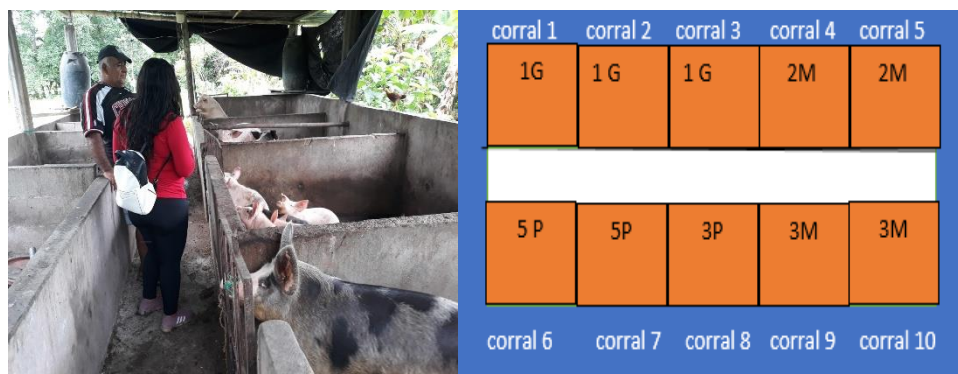 corral 1 corral 2 corral 3 corral 4 corral 5
1G 1 G 1 G 2M 2M
5 P 5P 3P 3M 3M
corral 6 corral 7 corral 8 corral 9 corral 10